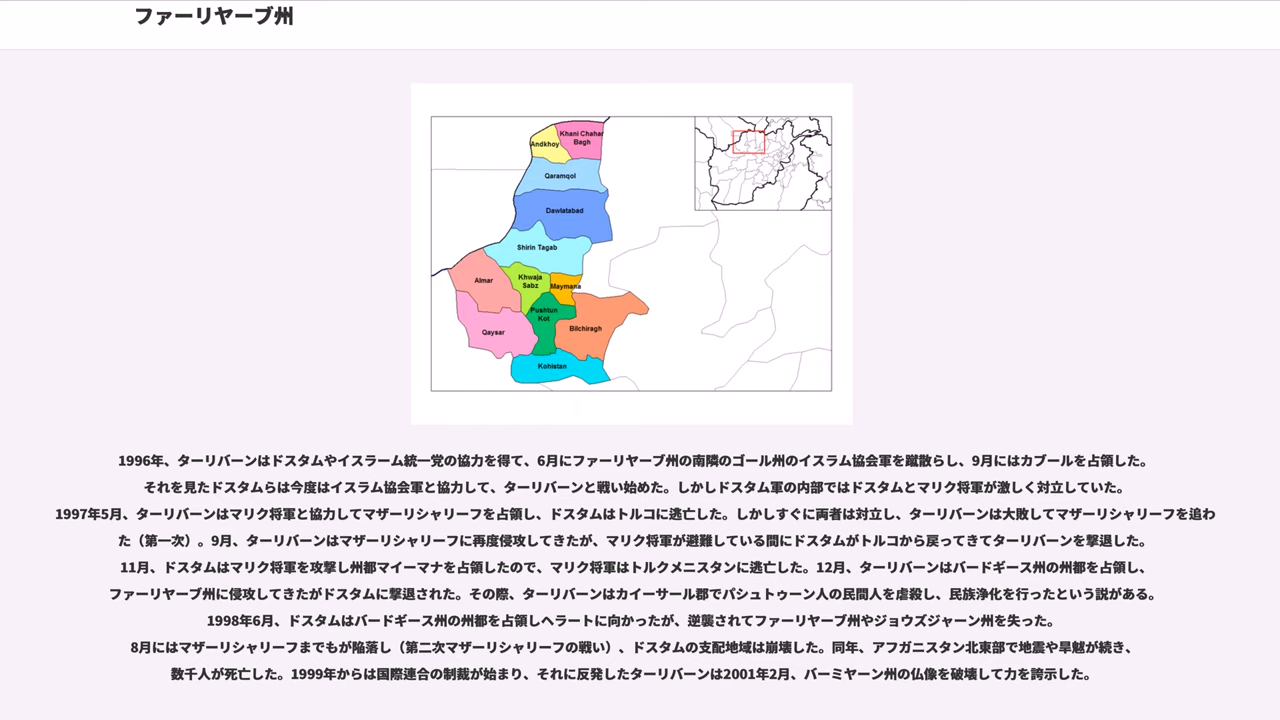 ファーリヤーブ州
Khani Chahar
Bagh
Andkhoy
Qaramqol
Dawlatabad
Shirin Tagab
Almar
Khwaja
Sabz
Maymana
Pushtun
Kot
Qaysar
Bilchiragh
Kohistan
1996年、ターリバーンはドスタムやイスラーム統一党の協力を得て、6月にファーリヤーブ州の南隣のゴール州のイスラム協会軍を蹴散らし、9月にはカブールを占領した。
それを見たドスタムらは今度はイスラム協会軍と協力して、ターリバーンと戦い始めた。しかしドスタム軍の内部ではドスタムとマリク将軍が激しく対立していた。
1997年5月、ターリバーンはマリク将軍と協力してマザーリシャリーフを占領し、ドスタムはトルコに逃亡した。しかしすぐに両者は対立し、ターリバーンは大敗してマザーリシャリーフを追わ
た（第一次）。9月、ターリバーンはマザーリシャリーフに再度侵攻してきたが、マリク将軍が避難している間にドスタムがトルコから戻ってきてターリバーンを撃退した。
11月、ドスタムはマリク将軍を攻撃し州都マイーマナを占領したので、マリク将軍はトルクメニスタンに逃亡した。12月、ターリバーンはバードギース州の州都を占領し、
ファーリヤーブ州に侵攻してきたがドスタムに撃退された。その際、ターリバーンはカイーサール郡でパシュトゥーン人の民間人を虐殺し、民族浄化を行ったという説がある。
1998年6月、ドスタムはバードギース州の州都を占領しヘラートに向かったが、逆襲されてファーリヤーブ州やジョウズジャーン州を失った。
8月にはマザーリシャリーフまでもが陥落し（第二次マザーリシャリーフの戦い）、ドスタムの支配地域は崩壊した。同年、アフガニスタン北東部で地震や旱魃が続き、
数千人が死亡した。1999年からは国際連合の制裁が始まり、それに反発したターリバーンは2001年2月、バーミヤーン州の仏像を破壊して力を誇示した。